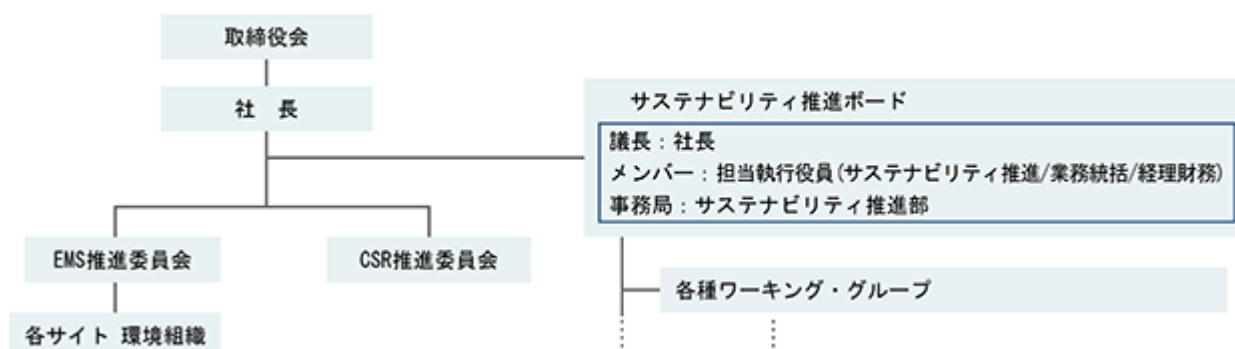 取締役会
社　長
サステナビリティ推進ボード
議長：社長
メンバー：担当執行役員(サステナビリティ推進/業務統括/経理財務)
事務局：サステナビリティ推進部
EMS推進委員会
CSR推進委員会
各種ワーキング・グループ
各サイト 環境組織